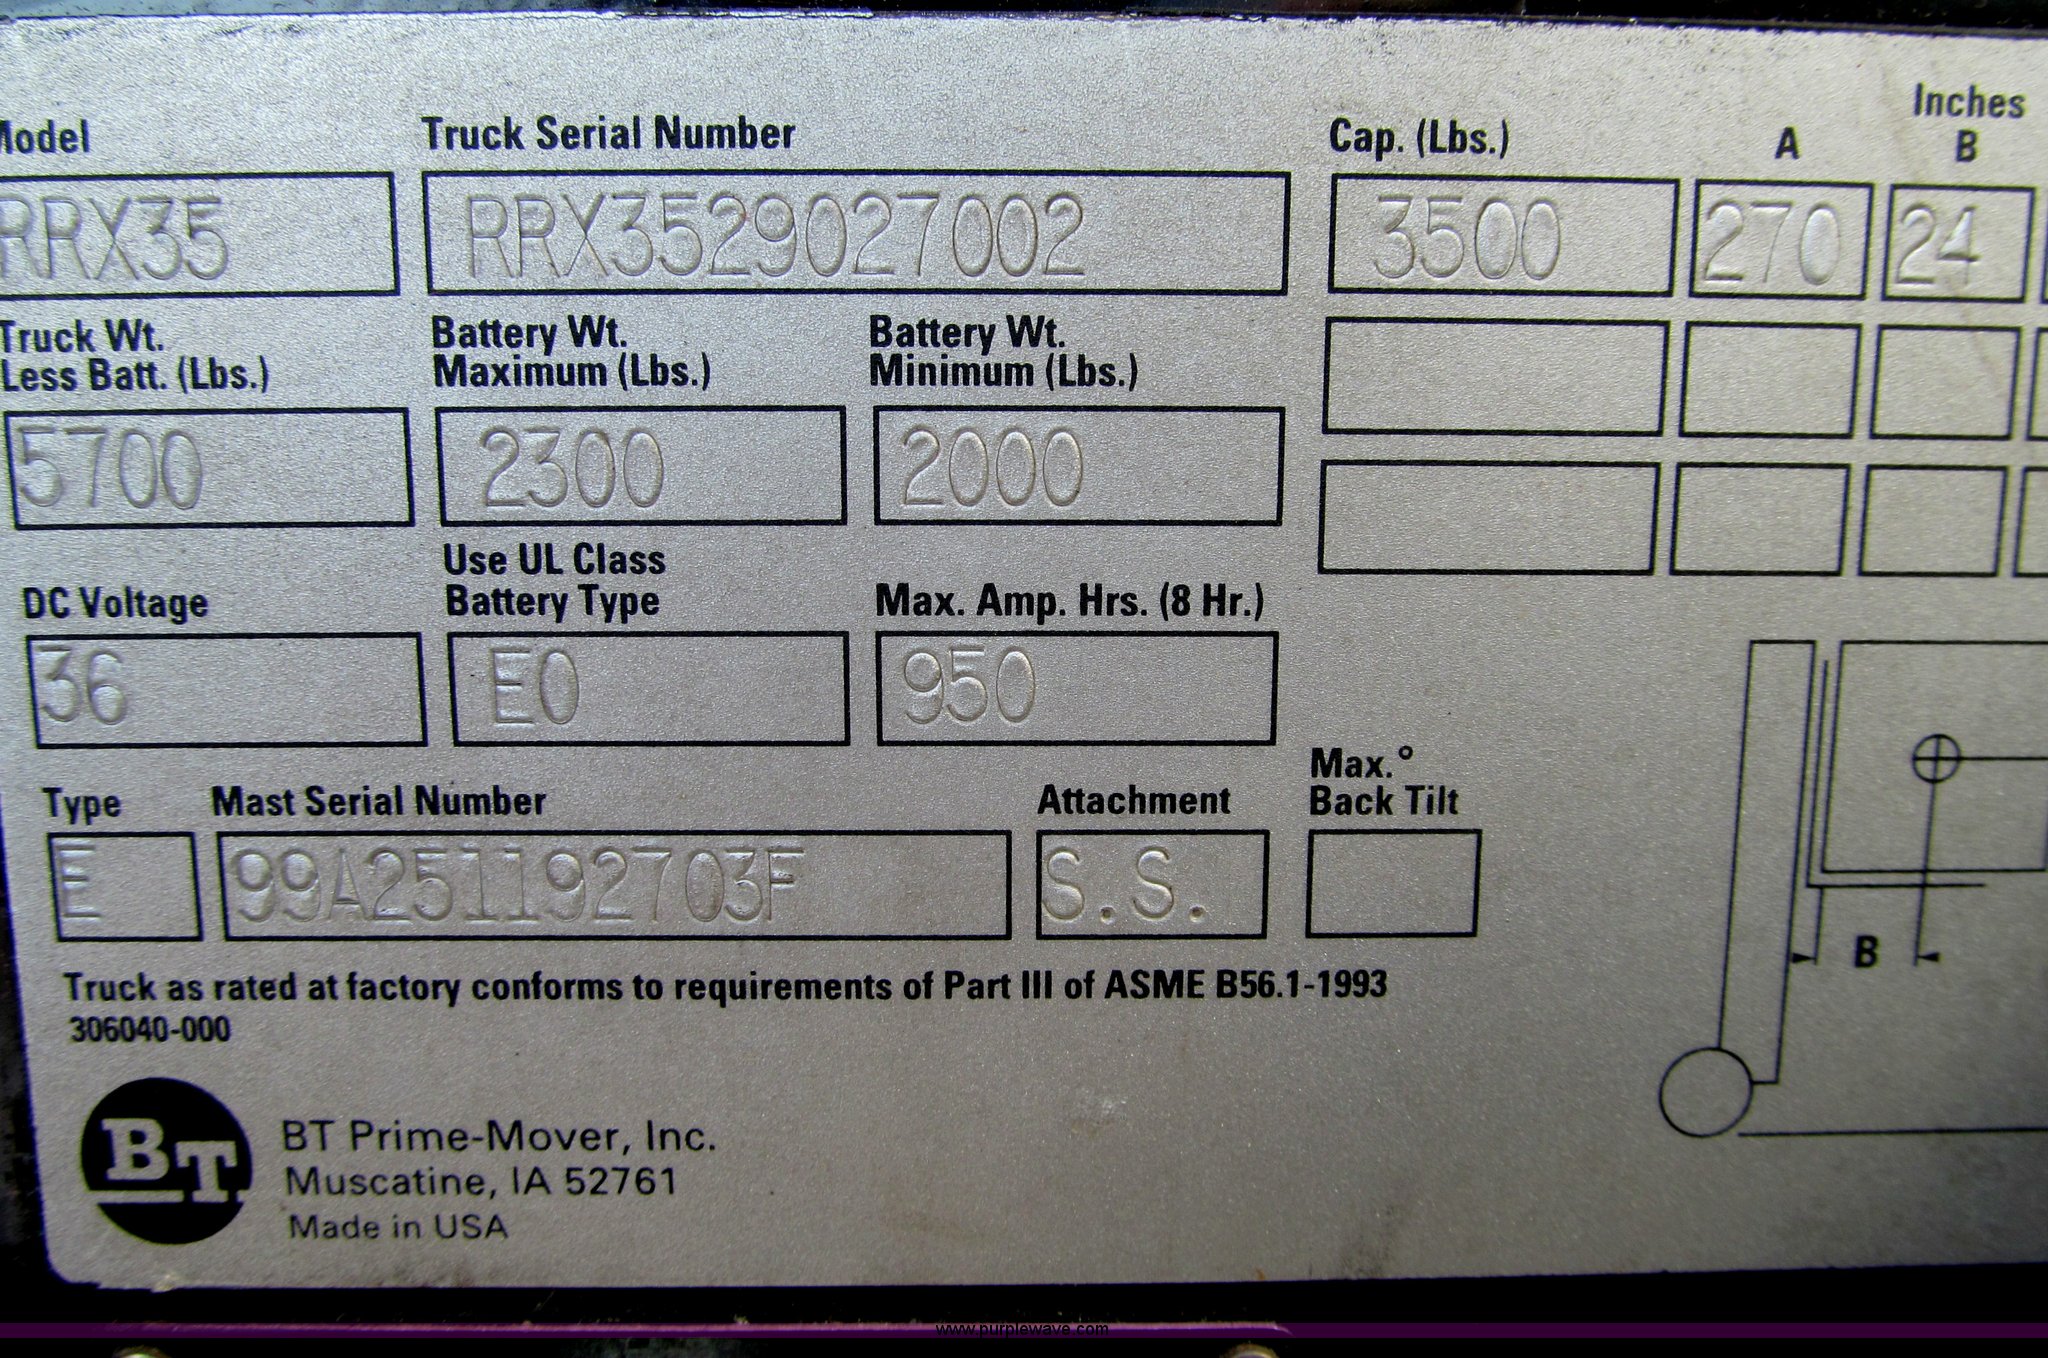 Model Truck Serial Number Cap. (Lbs.) A Inches B
RRX35 RRX3529027002 3500 270 24
Truck Wt. Less Batt. (Lbs.) Battery Wt. Maximum (Lbs.) Battery Wt. Minimum (Lbs.)
5700 2300 2000
DC Voltage Use UL Class Battery Type Max. Amp. Hrs. (8 Hr.)
36 EO 950
Type Mast Serial Number Attachment Max.° Back Tilt
E 99A251192703F S.S.
B
Truck as rated at factory conforms to requirements of Part III of ASME B56.1-1993
306040-000
BT
BT Prime-Mover, Inc.
Muscatine, IA 52761
Made in USA
www.purplewave.com